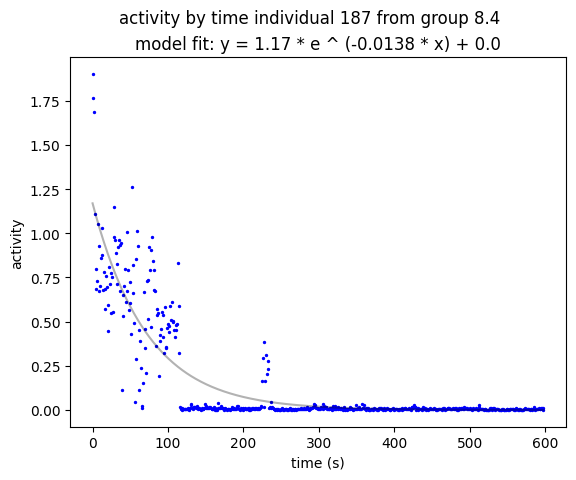 activity by time individual 187 from group 8.4
model fit: y = 1.17 * e ^ (-0.0138 * x) + 0.0
activity
1.75
1.50
1.25
1.00
0.75
0.50
0.25
0.00
0 100 200 300 400 500 600
time (s)